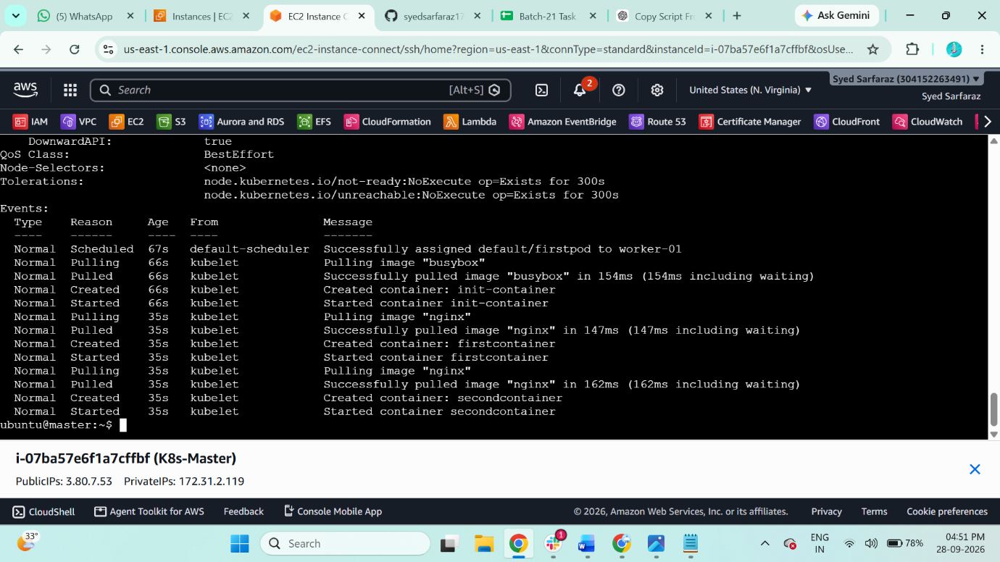 (5) WhatsApp
Instances | EC2
EC2 Instance C
syedsarfaraz17
Batch-21 Task
Copy Script Fro
Ask Gemini
us-east-1.console.aws.amazon.com/ec2-instance-connect/ssh/home?region=us-east-1&connType=standard&instanceId=i-07ba57e6f1a7cffbf&osUse...
aws
Search [Alt+S]
2
United States (N. Virginia)
Syed Sarfaraz (304152263491)
Syed Sarfaraz
IAM VPC EC2 S3 Aurora and RDS EFS CloudFormation Lambda Amazon EventBridge Route 53 Certificate Manager CloudFront CloudWatch
DownwardAPI: true
QoS Class: BestEffort
Node-Selectors: <none>
Tolerations: node.kubernetes.io/not-ready:NoExecute op=Exists for 300s
node.kubernetes.io/unreachable:NoExecute op=Exists for 300s
Events:
Type Reason Age From Message
---- ------ ---- ---- -------
Normal Scheduled 67s default-scheduler Successfully assigned default/firstpod to worker-01
Normal Pulling 66s kubelet Pulling image "busybox"
Normal Pulled 66s kubelet Successfully pulled image "busybox" in 154ms (154ms including waiting)
Normal Created 66s kubelet Created container: init-container
Normal Started 66s kubelet Started container init-container
Normal Pulling 35s kubelet Pulling image "nginx"
Normal Pulled 35s kubelet Successfully pulled image "nginx" in 147ms (147ms including waiting)
Normal Created 35s kubelet Created container: firstcontainer
Normal Started 35s kubelet Started container firstcontainer
Normal Pulling 35s kubelet Pulling image "nginx"
Normal Pulled 35s kubelet Successfully pulled image "nginx" in 162ms (162ms including waiting)
Normal Created 35s kubelet Created container: secondcontainer
Normal Started 35s kubelet Started container secondcontainer
ubuntu@master:~$
i-07ba57e6f1a7cffbf (K8s-Master)
PublicIPs: 3.80.7.53 PrivateIPs: 172.31.2.119
CloudShell Agent Toolkit for AWS Feedback Console Mobile App © 2026, Amazon Web Services, Inc. or its affiliates. Privacy Terms Cookie preferences
33°
Search
1
ENG
IN
78%
04:51 PM
28-09-2026